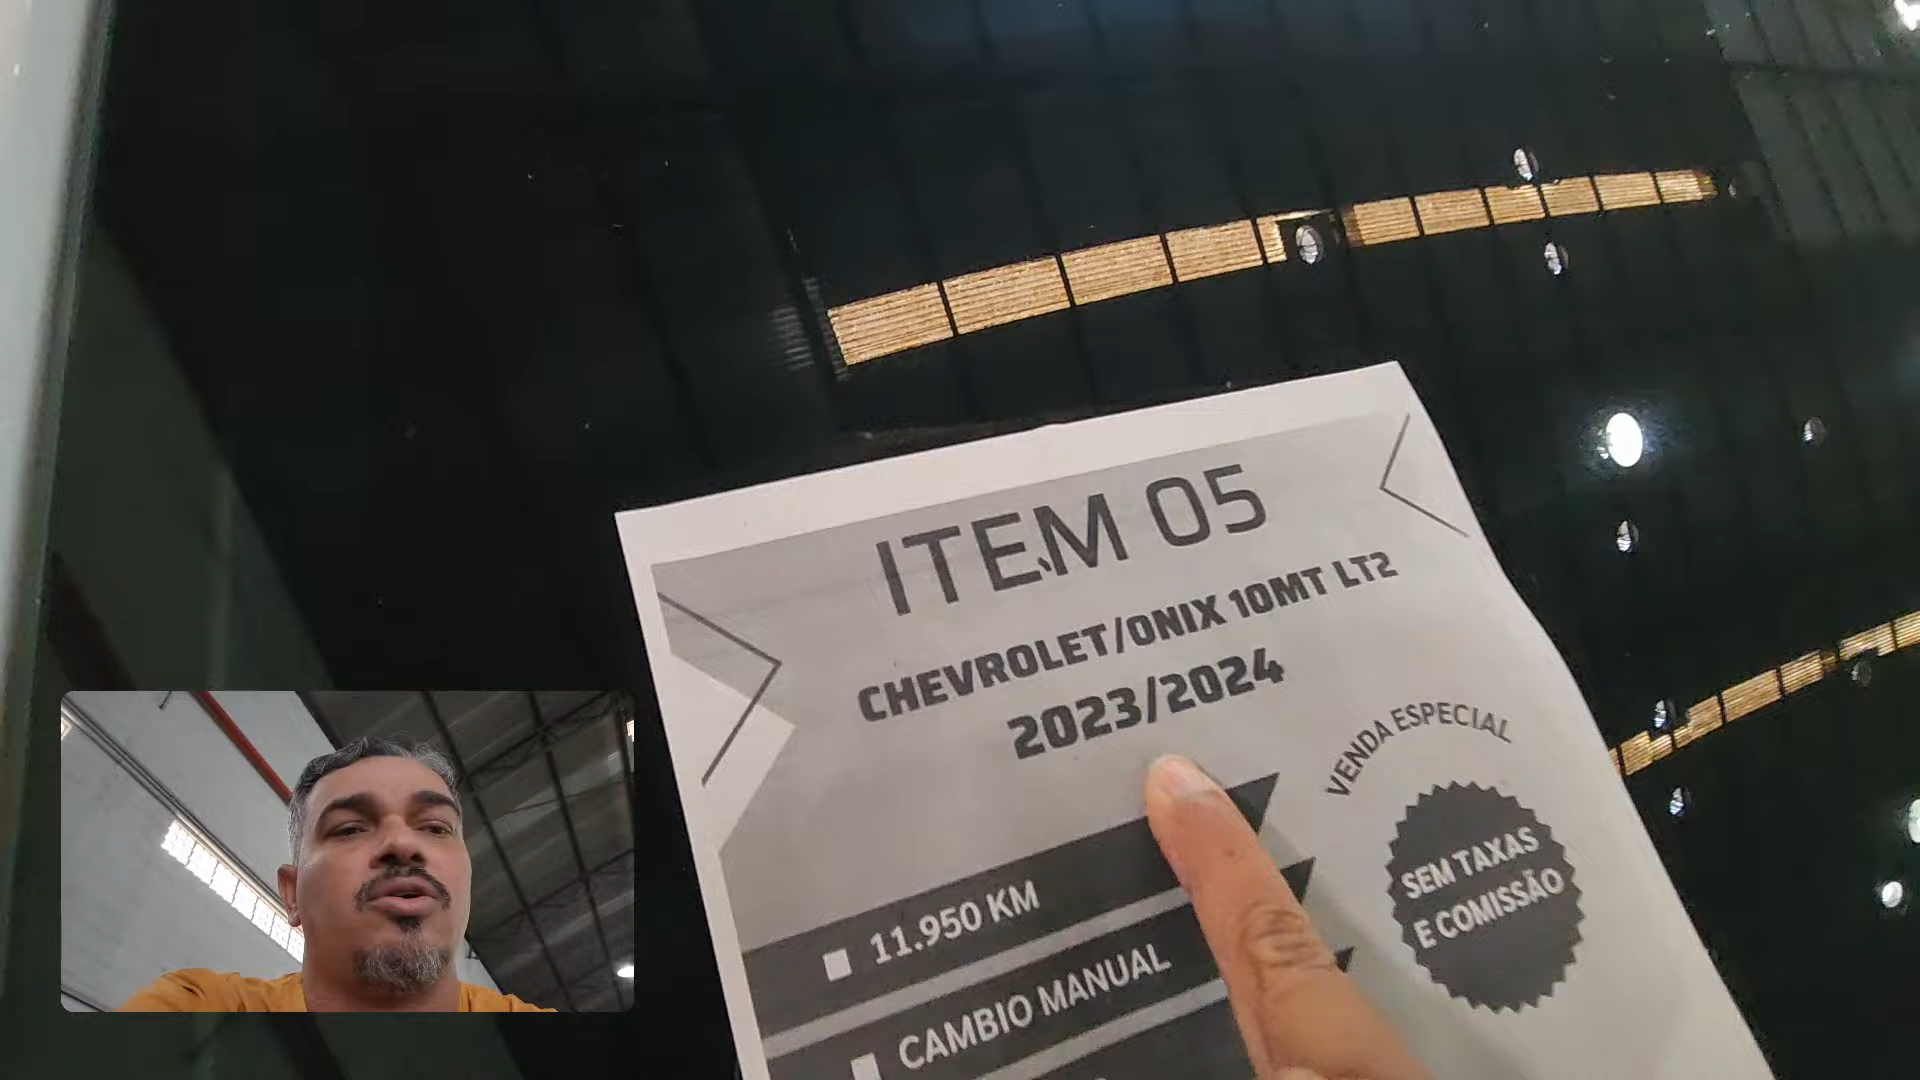 ITEM 05
CHEVROLET/ONIX 10MT LT2
2023/2024
VENDA ESPECIAL
SEM TAXAS
E COMISSÃO
11.950 KM
CAMBIO MANUAL